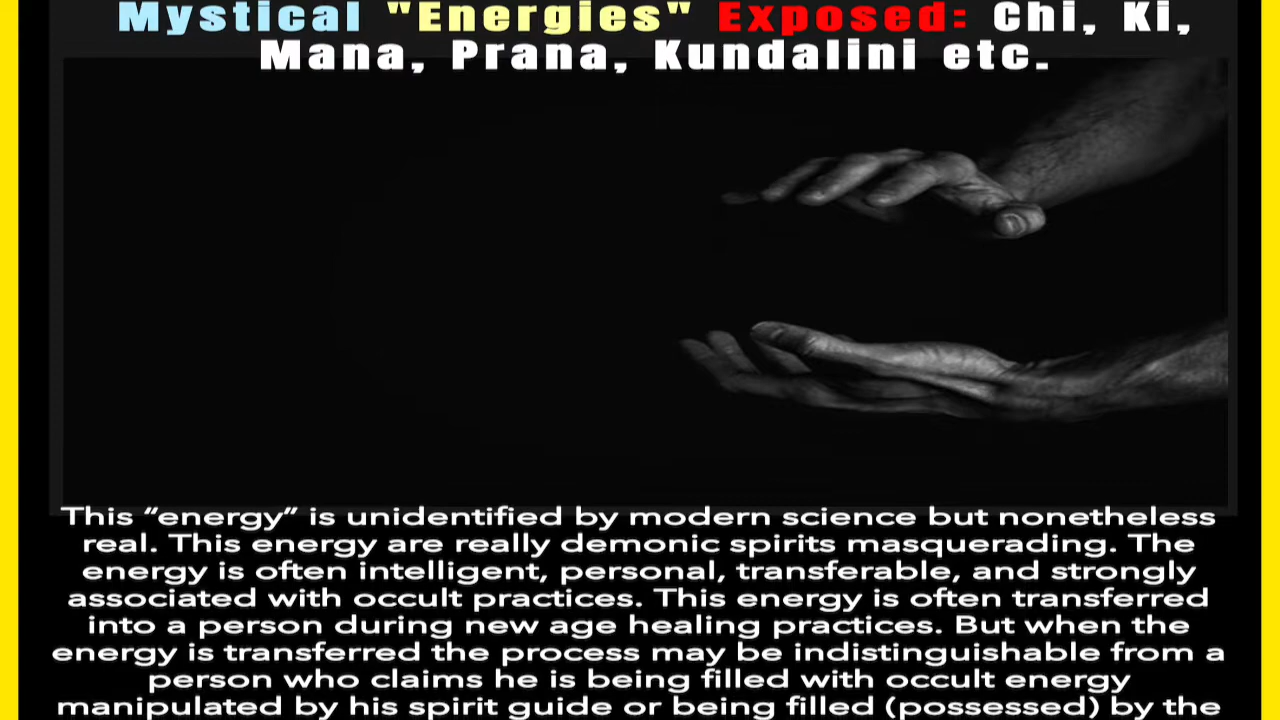 Mystical "Energies" Exposed: Chi, Ki,
Mana, Prana, Kundalini etc.
This “energy” is unidentified by modern science but nonetheless
real. This energy are really demonic spirits masquerading. The
energy is often intelligent, personal, transferable, and strongly
associated with occult practices. This energy is often transferred
into a person during new age healing practices. But when the
energy is transferred the process may be indistinguishable from a
person who claims he is being filled with occult energy
manipulated by his spirit guide or being filled (possessed) by the